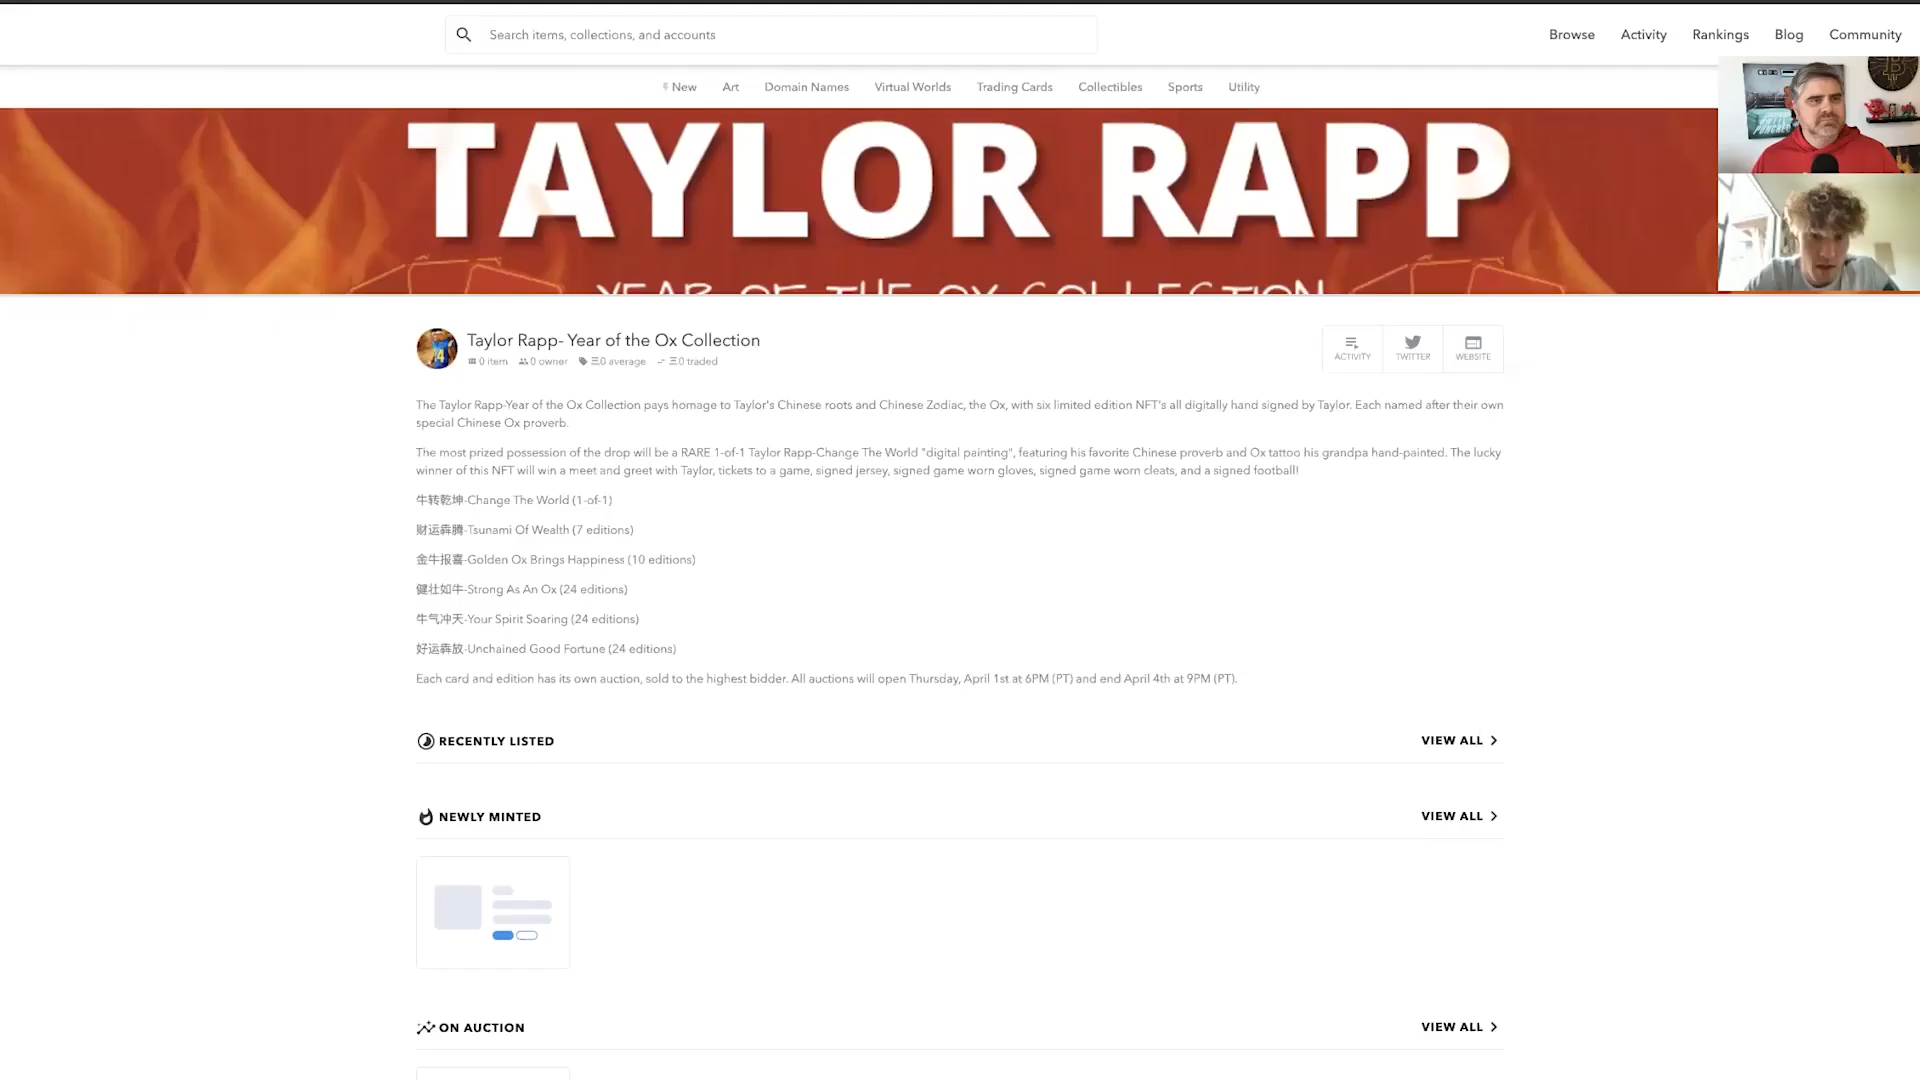 Search items, collections, and accounts
Browse Activity Rankings Blog Community
New Art Domain Names Virtual Worlds Trading Cards Collectibles Sports Utility
TAYLOR RAPP
YEAR OF THE OX COLLECTION
Taylor Rapp- Year of the Ox Collection
0 item 0 owner 0 average 0 traded
ACTIVITY TWITTER WEBSITE
The Taylor Rapp-Year of the Ox Collection pays homage to Taylor's Chinese roots and Chinese Zodiac, the Ox, with six limited edition NFT's all digitally hand signed by Taylor. Each named after their own
special Chinese Ox proverb.
The most prized possession of the drop will be a RARE 1-of-1 Taylor Rapp-Change The World "digital painting", featuring his favorite Chinese proverb and Ox tattoo his grandpa hand-painted. The lucky
winner of this NFT will win a meet and greet with Taylor, tickets to a game, signed jersey, signed game worn gloves, signed game worn cleats, and a signed football!
牛转乾坤-Change The World (1-of-1)
财运犇腾-Tsunami Of Wealth (7 editions)
金牛报喜-Golden Ox Brings Happiness (10 editions)
健壮如牛-Strong As An Ox (24 editions)
牛气冲天-Your Spirit Soaring (24 editions)
好运犇放-Unchained Good Fortune (24 editions)
Each card and edition has its own auction, sold to the highest bidder. All auctions will open Thursday, April 1st at 6PM (PT) and end April 4th at 9PM (PT).
RECENTLY LISTED VIEW ALL
NEWLY MINTED VIEW ALL
ON AUCTION VIEW ALL